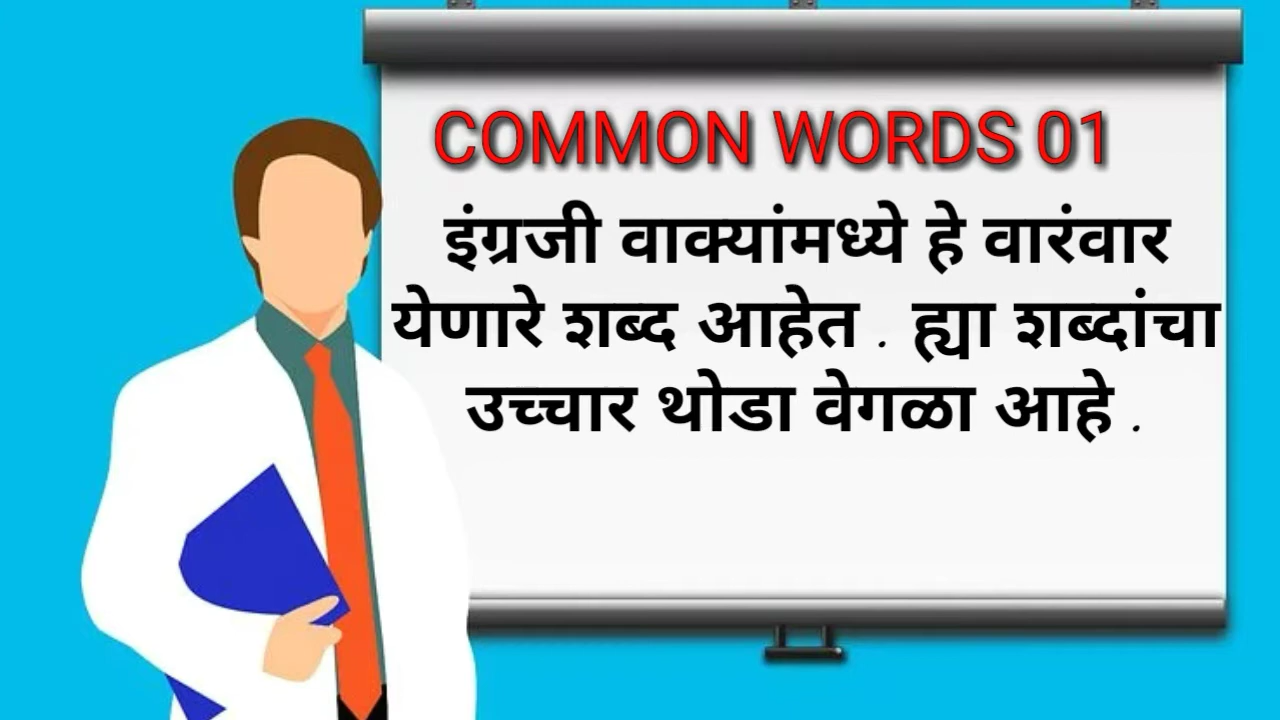 COMMON WORDS 01
इंग्रजी वाक्यांमध्ये हे वारंवार
येणारे शब्द आहेत . ह्या शब्दांचा
उच्चार थोडा वेगळा आहे .